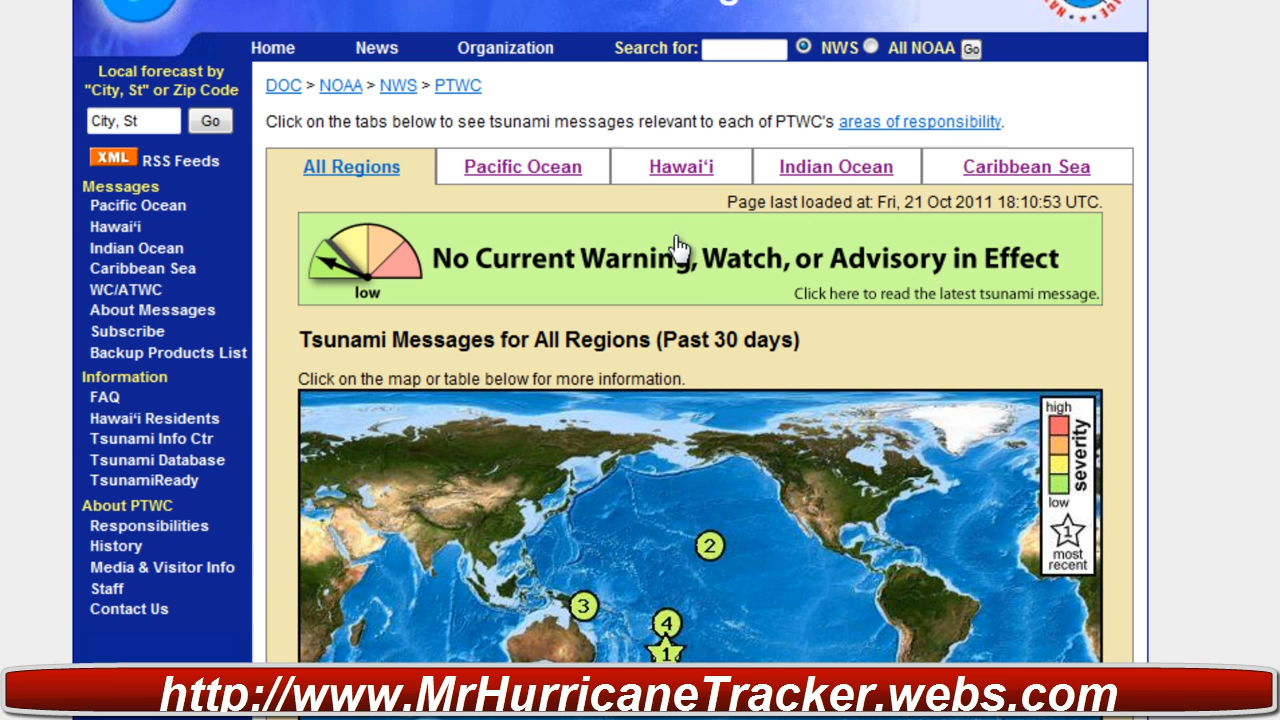 Home News Organization Search for: NWS All NOAA Go
Local forecast by
"City, St" or Zip Code
City, St Go
XML RSS Feeds
Messages
Pacific Ocean
Hawai‘i
Indian Ocean
Caribbean Sea
WC/ATWC
About Messages
Subscribe
Backup Products List
Information
FAQ
Hawai‘i Residents
Tsunami Info Ctr
Tsunami Database
TsunamiReady
About PTWC
Responsibilities
History
Media & Visitor Info
Staff
Contact Us
DOC > NOAA > NWS > PTWC
Click on the tabs below to see tsunami messages relevant to each of PTWC's areas of responsibility.
All Regions Pacific Ocean Hawai‘i Indian Ocean Caribbean Sea
Page last loaded at: Fri, 21 Oct 2011 18:10:53 UTC.
No Current Warning, Watch, or Advisory in Effect
low
Click here to read the latest tsunami message.
Tsunami Messages for All Regions (Past 30 days)
Click on the map or table below for more information.
high
severity
low
1
most
recent
2
3
4
1
http://www.MrHurricaneTracker.webs.com